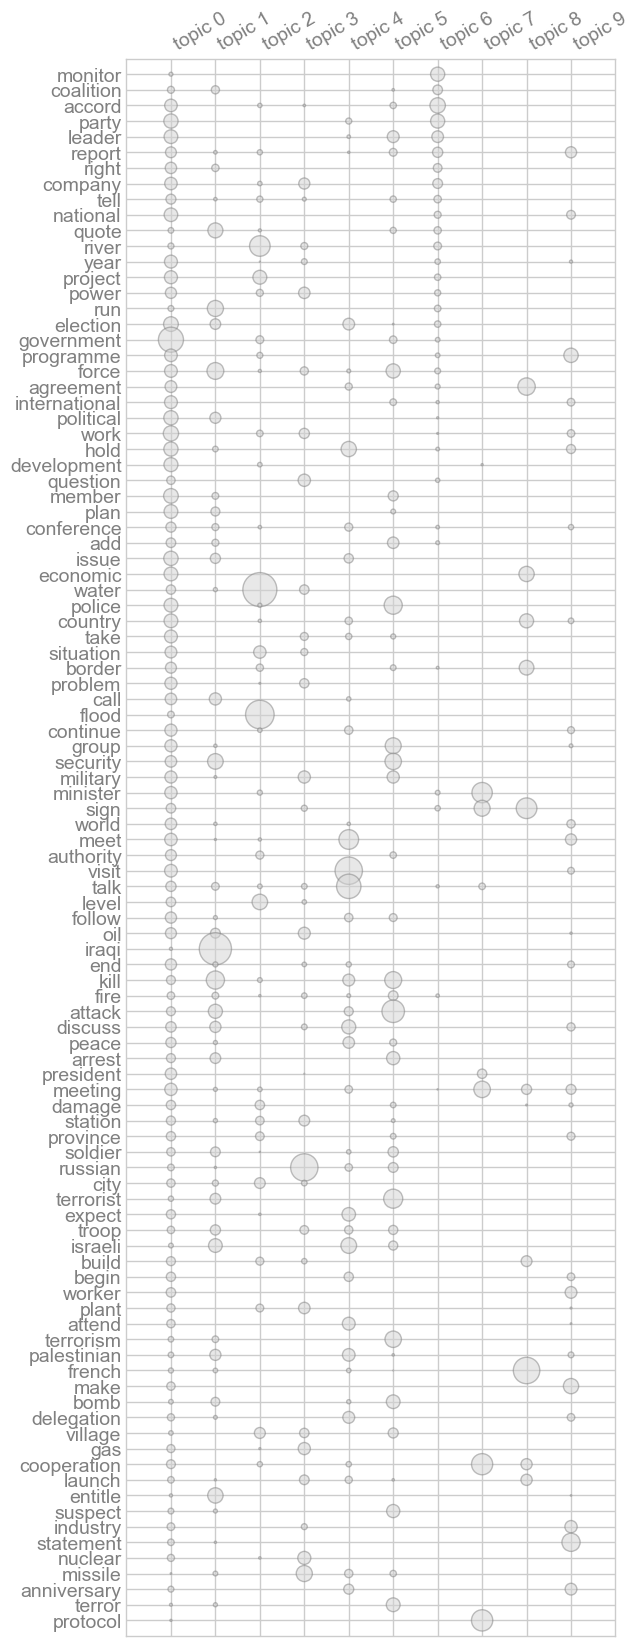 topic 0 topic 1 topic 2 topic 3 topic 4 topic 5 topic 6 topic 7 topic 8 topic 9
monitor
coalition
accord
party
leader
report
right
company
tell
national
quote
river
year
project
power
run
election
government
programme
force
agreement
international
political
work
hold
development
question
member
plan
conference
add
issue
economic
water
police
country
take
situation
border
problem
call
flood
continue
group
security
military
minister
sign
world
meet
authority
visit
talk
level
follow
oil
iraqi
end
kill
fire
attack
discuss
peace
arrest
president
meeting
damage
station
province
soldier
russian
city
terrorist
expect
troop
israeli
build
begin
worker
plant
attend
terrorism
palestinian
french
make
bomb
delegation
village
gas
cooperation
launch
entitle
suspect
industry
statement
nuclear
missile
anniversary
terror
protocol